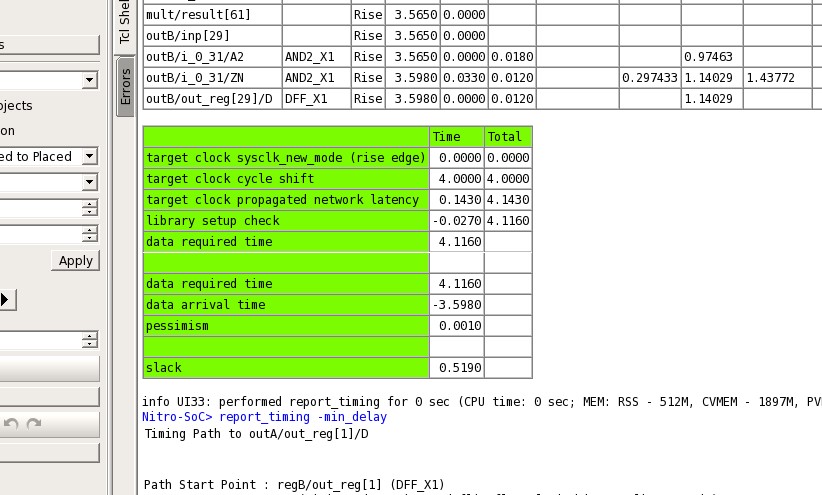 mult/result[61] Rise 3.5650 0.0000
outB/inp[29] Rise 3.5650 0.0000
outB/i_0_31/A2 AND2_X1 Rise 3.5650 0.0000 0.0180 0.97463
outB/i_0_31/ZN AND2_X1 Rise 3.5980 0.0330 0.0120 0.297433 1.14029 1.43772
outB/out_reg[29]/D DFF_X1 Rise 3.5980 0.0000 0.0120 1.14029
Time Total
target clock sysclk_new_mode (rise edge) 0.0000 0.0000
target clock cycle shift 4.0000 4.0000
target clock propagated network latency 0.1430 4.1430
library setup check -0.0270 4.1160
data required time 4.1160
data required time 4.1160
data arrival time -3.5980
pessimism 0.0010
slack 0.5190
info UI33: performed report_timing for 0 sec (CPU time: 0 sec; MEM: RSS - 512M, CVMEM - 1897M, PV
Nitro-SoC> report_timing -min_delay
Timing Path to outA/out_reg[1]/D
Path Start Point : regB/out_reg[1] (DFF_X1)
Tcl Shel
Errors
s
bjects
on
ed to Placed
Apply